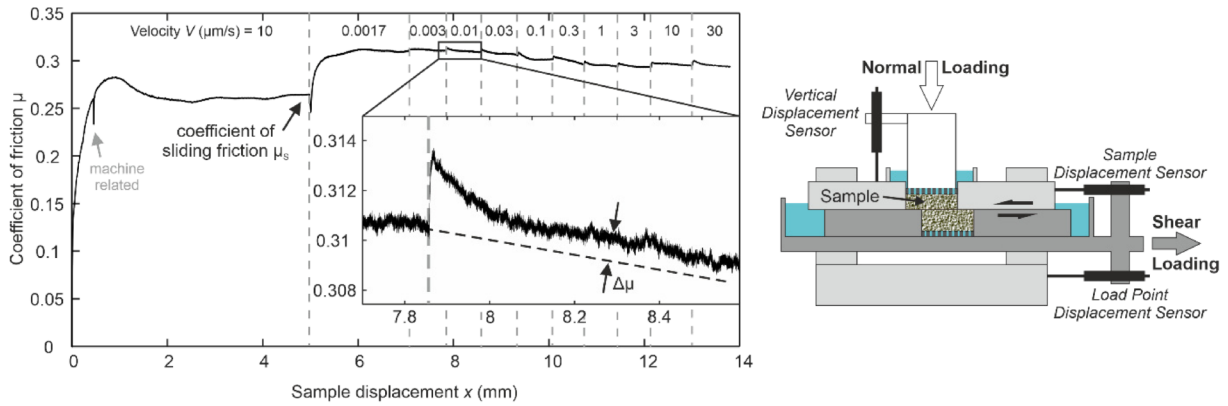 Velocity V (μm/s) = 10
0.0017
0.003
0.01
0.03
0.1
0.3
1
3
10
30
0.35
0.3
0.25
0.2
0.15
0.1
0.05
0
Coefficient of friction μ
machine
related
coefficient of
sliding friction μs
0.314
0.312
0.31
0.308
Δμ
7.8
8
8.2
8.4
0
2
4
6
8
10
12
14
Sample displacement x (mm)
Normal Loading
Vertical
Displacement
Sensor
Sample
Displacement Sensor
Sample
Shear
Loading
Load Point
Displacement Sensor